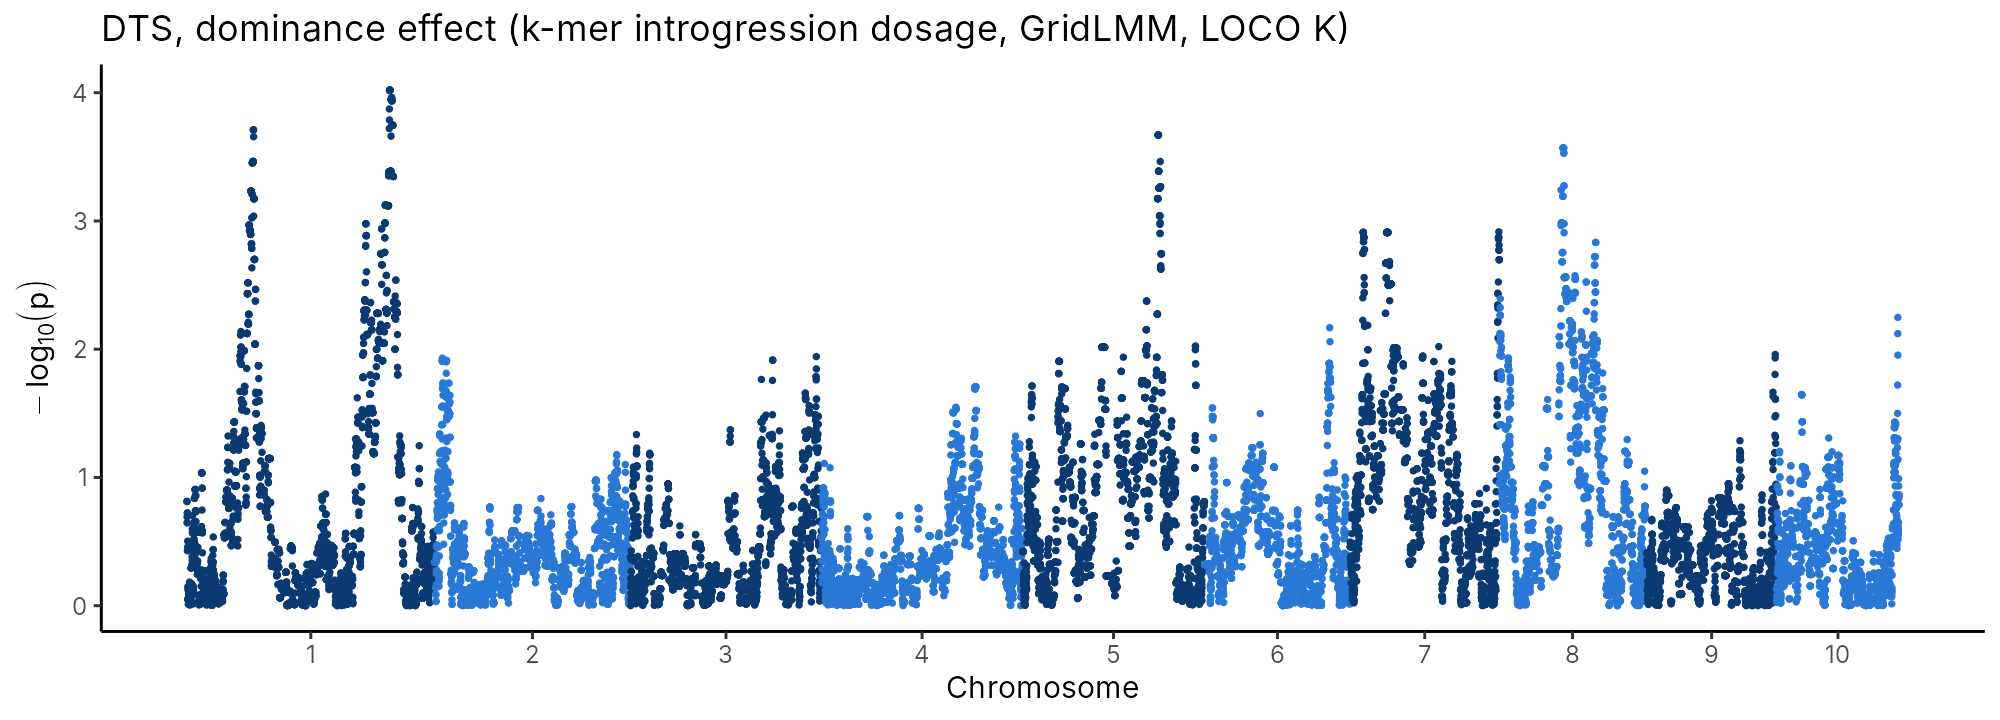 DTS, dominance effect (k-mer introgression dosage, GridLMM, LOCO K)
− log₁₀(p)
4
3
2
1
0
1 2 3 4 5 6 7 8 9 10
Chromosome